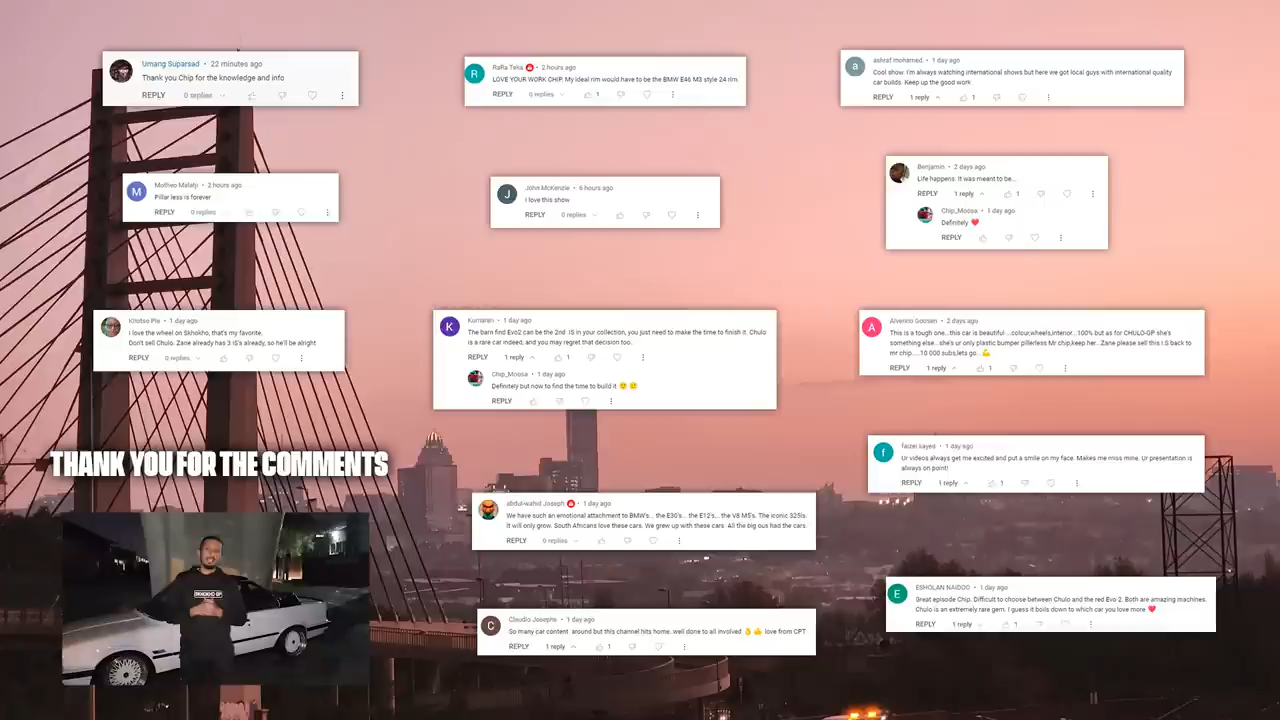 Umang Suparsad • 22 minutes ago
Thank you Chip for the knowledge and info
REPLY 0 replies
RaRa Teka • 2 hours ago
LOVE YOUR WORK CHIP. My ideal rim would have to be the BMW E46 M3 style 24 rim.
REPLY 0 replies 1
ashraf mohamed • 1 day ago
Cool show. I'm always watching international shows but here we got local guys with international quality
car builds. Keep up the good work
REPLY 1 reply 1
Motheo Malatji • 2 hours ago
Pillar less is forever
REPLY 0 replies
John McKenzie • 6 hours ago
I love this show
REPLY 0 replies
Benjamin • 2 days ago
Life happens. It was meant to be...
REPLY 1 reply 1
Chip_Moosa • 1 day ago
Definitely ❤️
REPLY
1 day ago
I love the wheel on Skhokho, that's my favorite.
Don't sell Chulo. Zane already has 3 IS's already, so he'll be alright
REPLY 0 replies
Kumaren • 1 day ago
The barn find Evo2 can be the 2nd IS in your collection, you just need to make the time to finish it. Chulo
is a rare car indeed, and you may regret that decision too.
REPLY 1 reply 1
Chip_Moosa • 1 day ago
Definitely but now to find the time to build it
REPLY
Goosen • 2 days ago
This is a tough one...this car is beautiful ...colour,wheels,interior...100% but as for CHULO-GP she's
something else...she's ur only plastic bumper pillerless Mr chip,keep her...Zane please sell this I.S back to
mr chip.....10 000 subs,lets go...💪
REPLY 1 reply 1
faizel sayed • 1 day ago
Ur videos always get me excited and put a smile on my face. Makes me miss mine. Ur presentation is
always on point!
REPLY 1 reply 1
THANK YOU FOR THE COMMENTS
abdul-wahid Joseph • 1 day ago
We have such an emotional attachment to BMW's... the E30's... the E12's., the V8 M5's. The iconic 325is.
It will only grow. South Africans love these cars. We grew up with these cars. All the big ous had the cars.
REPLY 0 replies
SKHOKHO GP
ESHOLAN NAIDOO • 1 day ago
Great episode Chip. Difficult to choose between Chulo and the red Evo 2. Both are amazing machines.
Chulo is an extremely rare gem. I guess it boils down to which car you love more ❤️
REPLY 1 reply 1
Claudio Josephs • 1 day ago
So many car content around but this channel hits home..well done to all involved 👌 👍 love from CPT
REPLY 1 reply 1